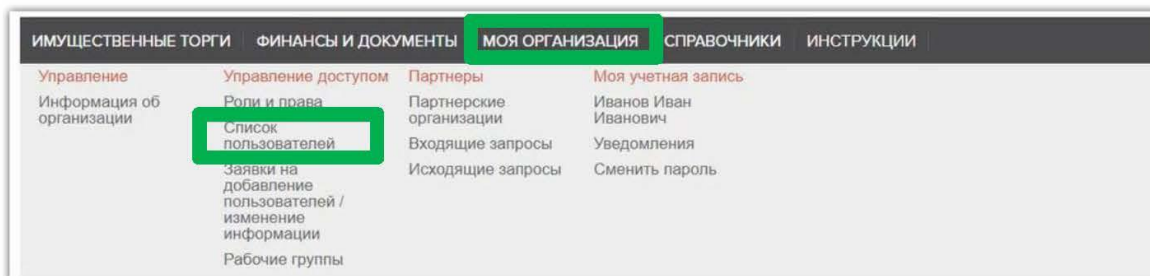 ИМУЩЕСТВЕННЫЕ ТОРГИ ФИНАНСЫ И ДОКУМЕНТЫ МОЯ ОРГАНИЗАЦИЯ СПРАВОЧНИКИ ИНСТРУКЦИИ
Управление
Информация об
организации
Управление доступом
Роли и права
Список
пользователей
Заявки на
добавление
пользователей /
изменение
информации
Рабочие группы
Партнеры
Партнерские
организации
Входящие запросы
Исходящие запросы
Моя учетная запись
Иванов Иван
Иванович
Уведомления
Сменить пароль